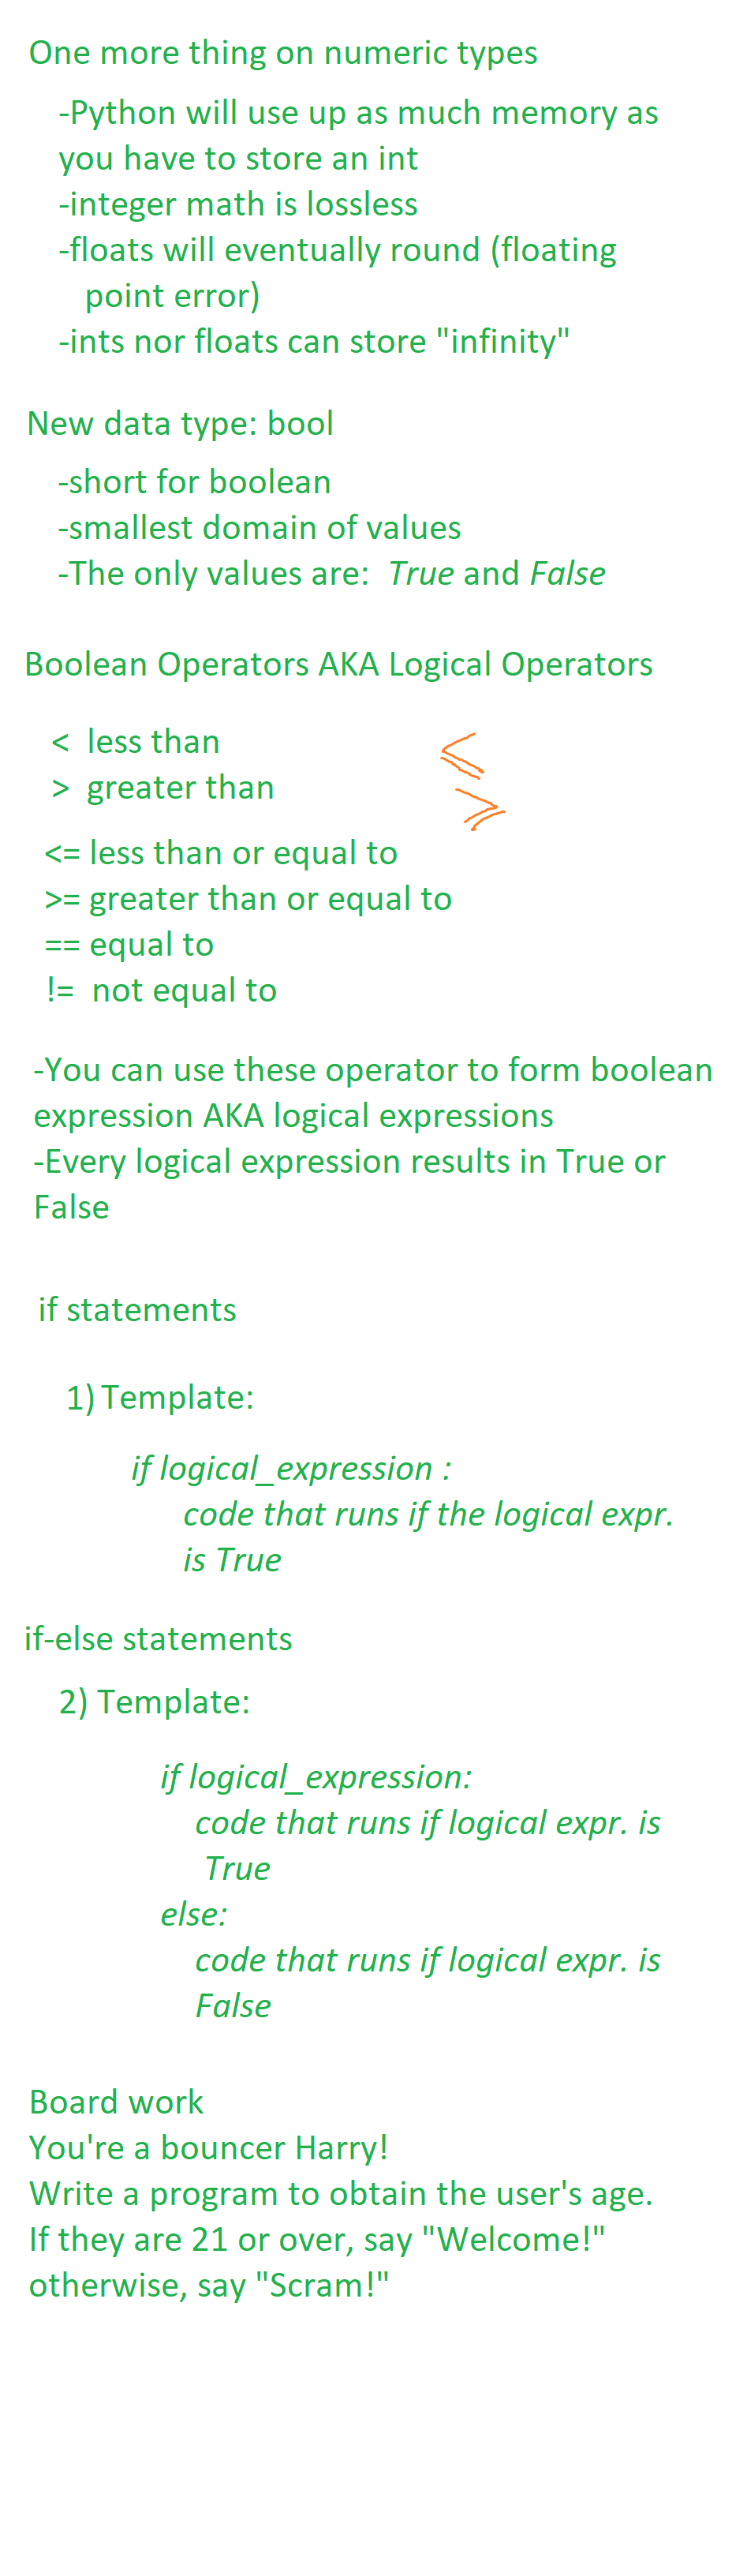 One more thing on numeric types
-Python will use up as much memory as
you have to store an int
-integer math is lossless
-floats will eventually round (floating
point error)
-ints nor floats can store "infinity"
New data type: bool
-short for boolean
-smallest domain of values
-The only values are: True and False
Boolean Operators AKA Logical Operators
< less than
> greater than
<= less than or equal to
>= greater than or equal to
== equal to
!= not equal to
≤
≥
-You can use these operator to form boolean
expression AKA logical expressions
-Every logical expression results in True or
False
if statements
1) Template:
if logical_expression :
code that runs if the logical expr.
is True
if-else statements
2) Template:
if logical_expression:
code that runs if logical expr. is
True
else:
code that runs if logical expr. is
False
Board work
You're a bouncer Harry!
Write a program to obtain the user's age.
If they are 21 or over, say "Welcome!"
otherwise, say "Scram!"